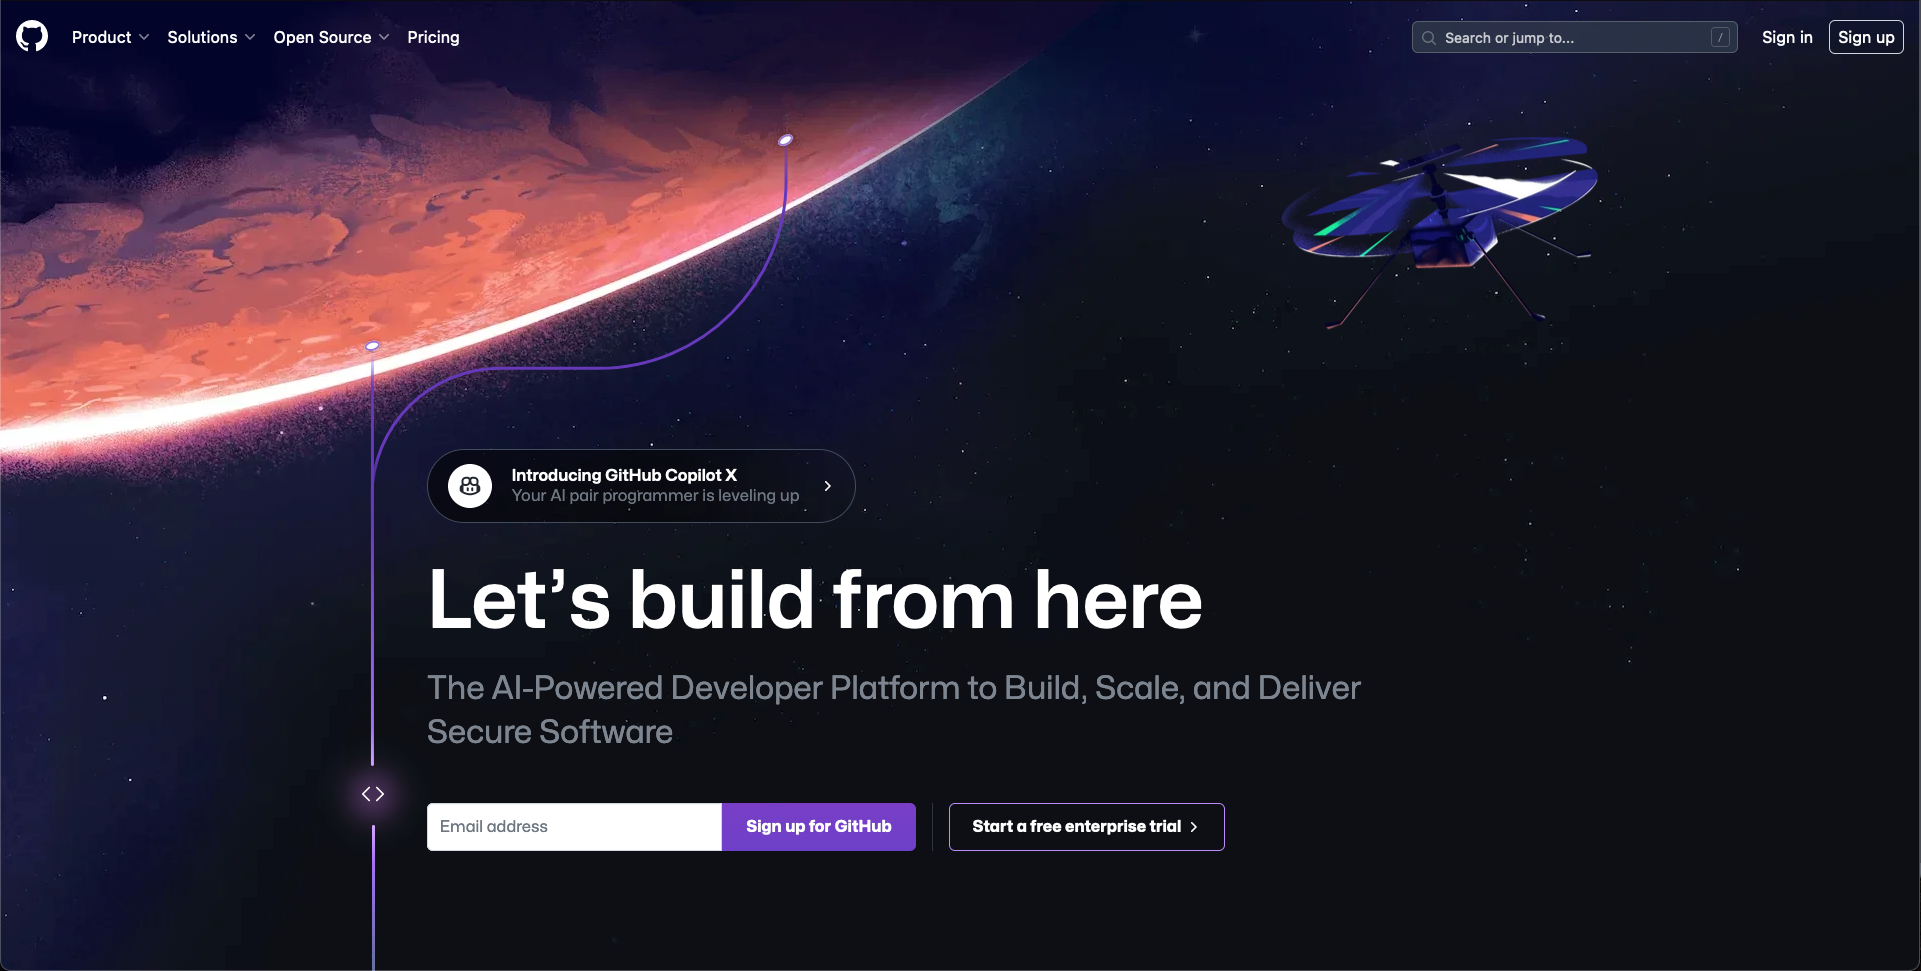 Product
Solutions
Open Source
Pricing
Search or jump to...
/
Sign in
Sign up
Introducing GitHub Copilot X
Your AI pair programmer is leveling up
Let’s build from here
The AI-Powered Developer Platform to Build, Scale, and Deliver
Secure Software
Email address
Sign up for GitHub
Start a free enterprise trial